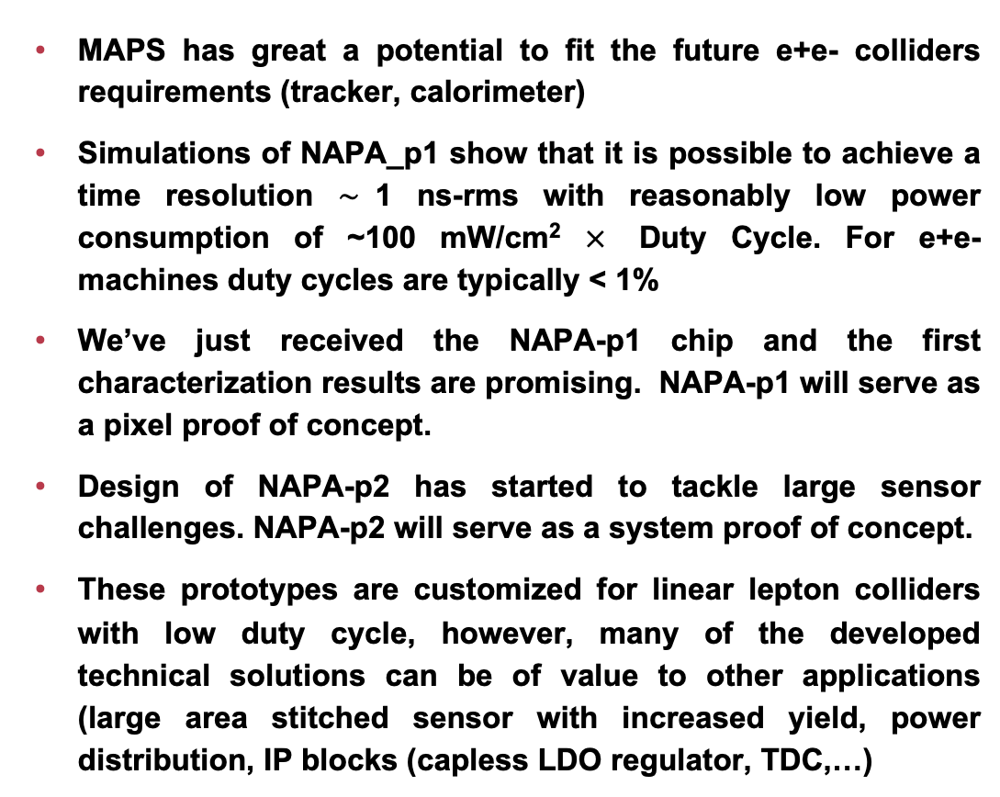 • MAPS has great a potential to fit the future e+e- colliders
requirements (tracker, calorimeter)
• Simulations of NAPA_p1 show that it is possible to achieve a
time resolution ~ 1 ns-rms with reasonably low power
consumption of ~100 mW/cm² × Duty Cycle. For e+e-
machines duty cycles are typically < 1%
• We’ve just received the NAPA-p1 chip and the first
characterization results are promising. NAPA-p1 will serve as
a pixel proof of concept.
• Design of NAPA-p2 has started to tackle large sensor
challenges. NAPA-p2 will serve as a system proof of concept.
• These prototypes are customized for linear lepton colliders
with low duty cycle, however, many of the developed
technical solutions can be of value to other applications
(large area stitched sensor with increased yield, power
distribution, IP blocks (capless LDO regulator, TDC,…)